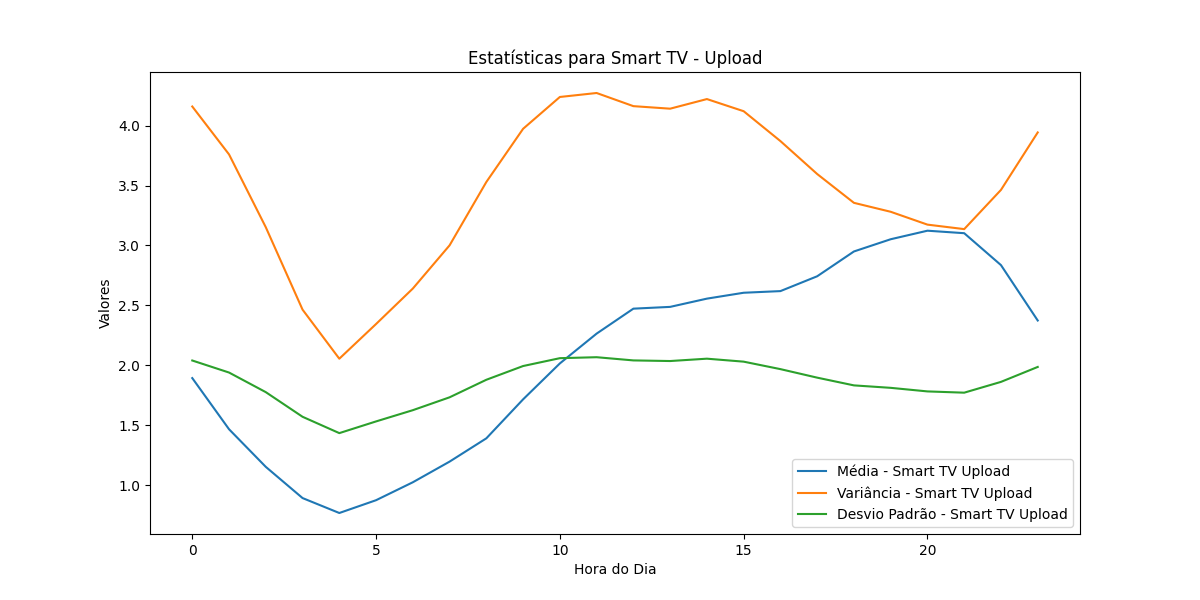 Estatísticas para Smart TV - Upload
Valores
4.0
3.5
3.0
2.5
2.0
1.5
1.0
0
5
10
15
20
Hora do Dia
Média - Smart TV Upload
Variância - Smart TV Upload
Desvio Padrão - Smart TV Upload